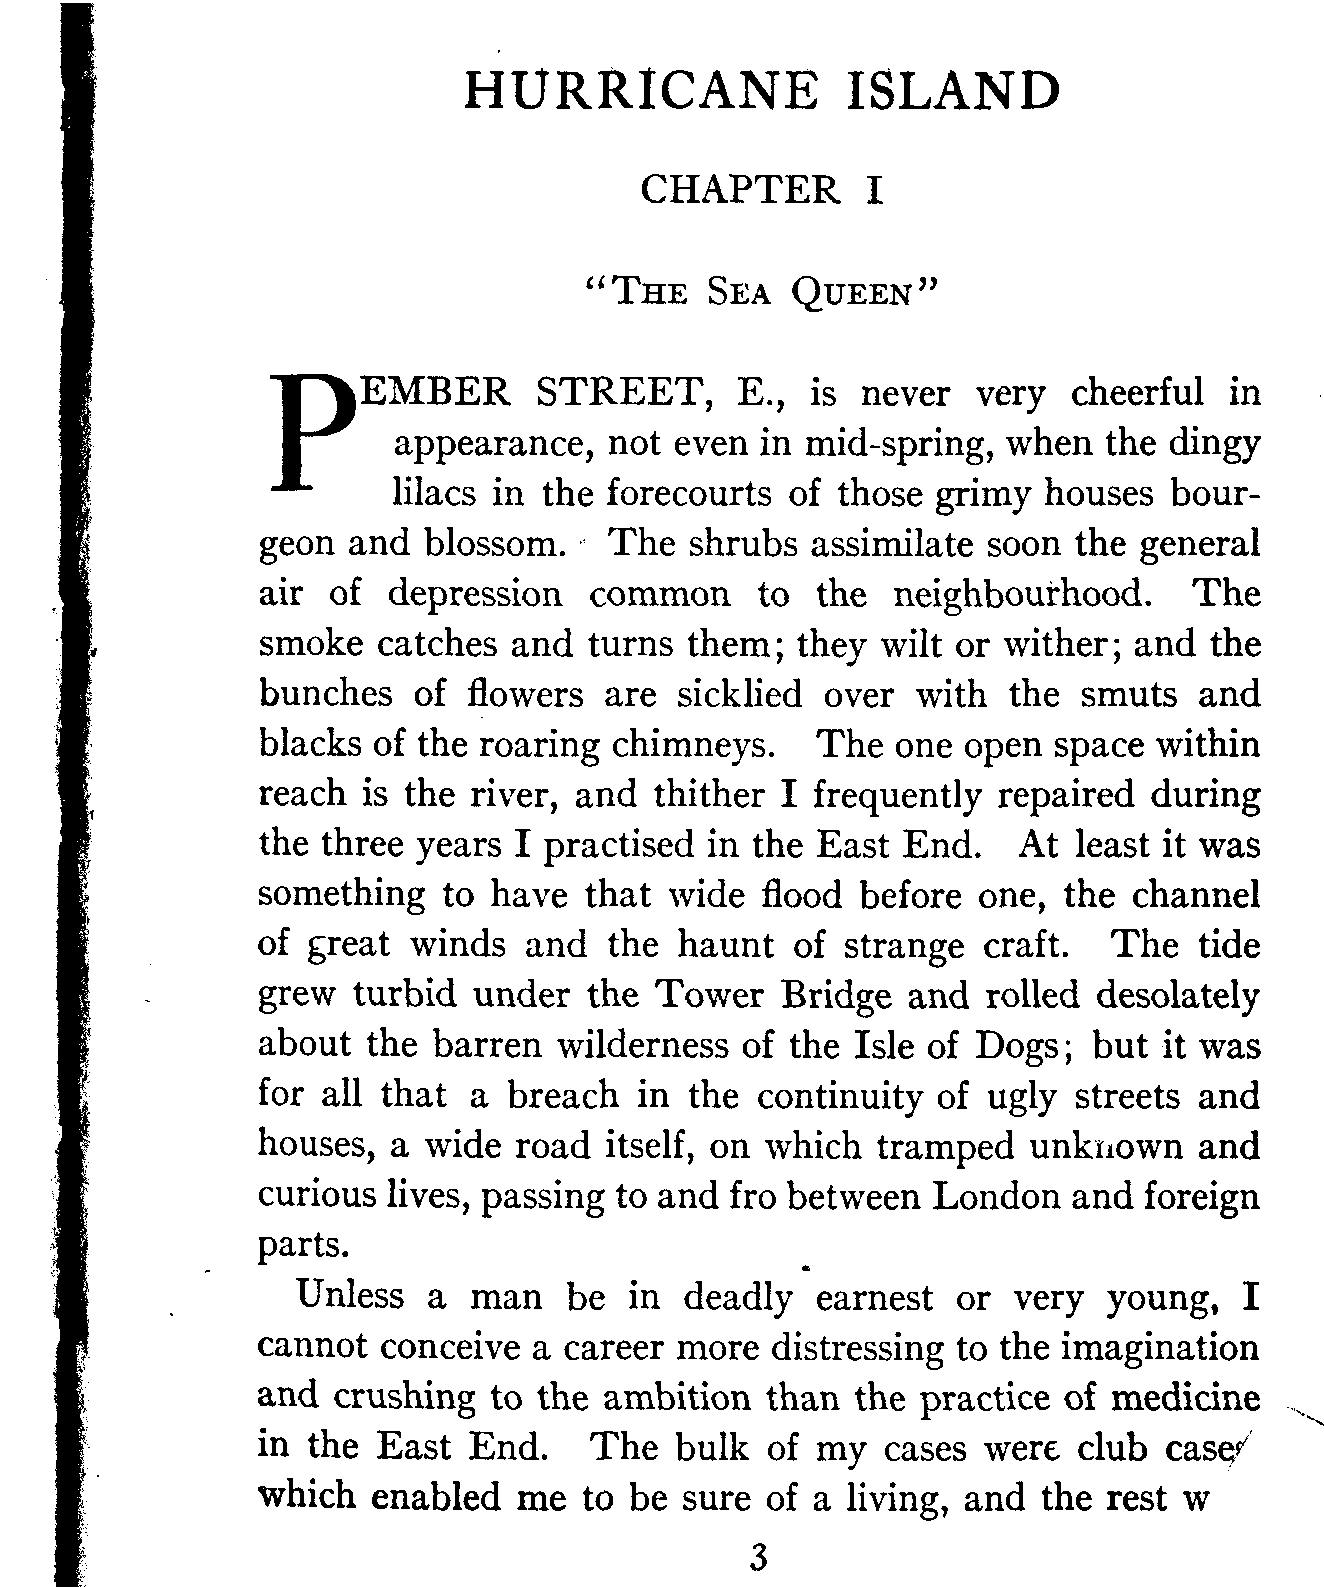 HURRICANE ISLAND
CHAPTER I
"THE SEA QUEEN"
PEMBER STREET, E., is never very cheerful in
appearance, not even in mid-spring, when the dingy
lilacs in the forecourts of those grimy houses bour-
geon and blossom. The shrubs assimilate soon the general
air of depression common to the neighbourhood. The
smoke catches and turns them; they wilt or wither; and the
bunches of flowers are sicklied over with the smuts and
blacks of the roaring chimneys. The one open space within
reach is the river, and thither I frequently repaired during
the three years I practised in the East End. At least it was
something to have that wide flood before one, the channel
of great winds and the haunt of strange craft. The tide
grew turbid under the Tower Bridge and rolled desolately
about the barren wilderness of the Isle of Dogs; but it was
for all that a breach in the continuity of ugly streets and
houses, a wide road itself, on which tramped unknown and
curious lives, passing to and fro between London and foreign
parts.
Unless a man be in deadly earnest or very young, I
cannot conceive a career more distressing to the imagination
and crushing to the ambition than the practice of medicine
in the East End. The bulk of my cases were club cases
which enabled me to be sure of a living, and the rest w
3